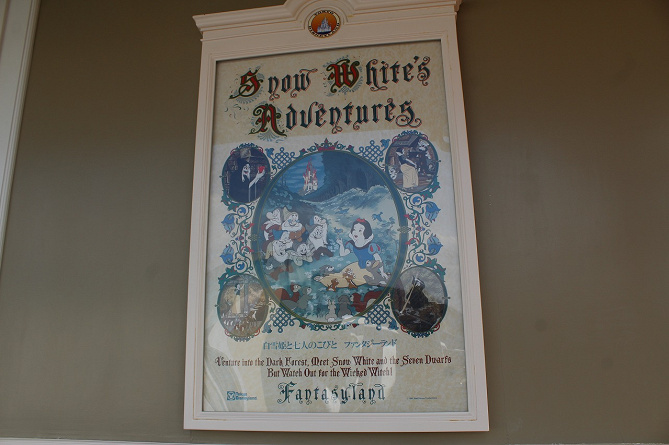 Snow White's
Adventures
白雪姫と七人のこびと ファンタジーランド
Venture into the Dark Forest, Meet Snow White and the Seven Dwarfs
But Watch Out for the Wicked Witch!
Fantasyland